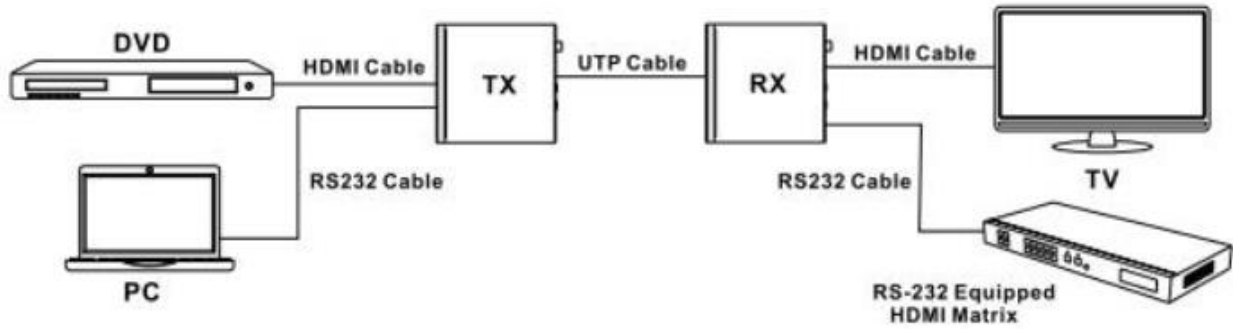 DVD
HDMI Cable
TX
UTP Cable
RX
HDMI Cable
RS232 Cable
RS232 Cable
TV
PC
RS-232 Equipped
HDMI Matrix